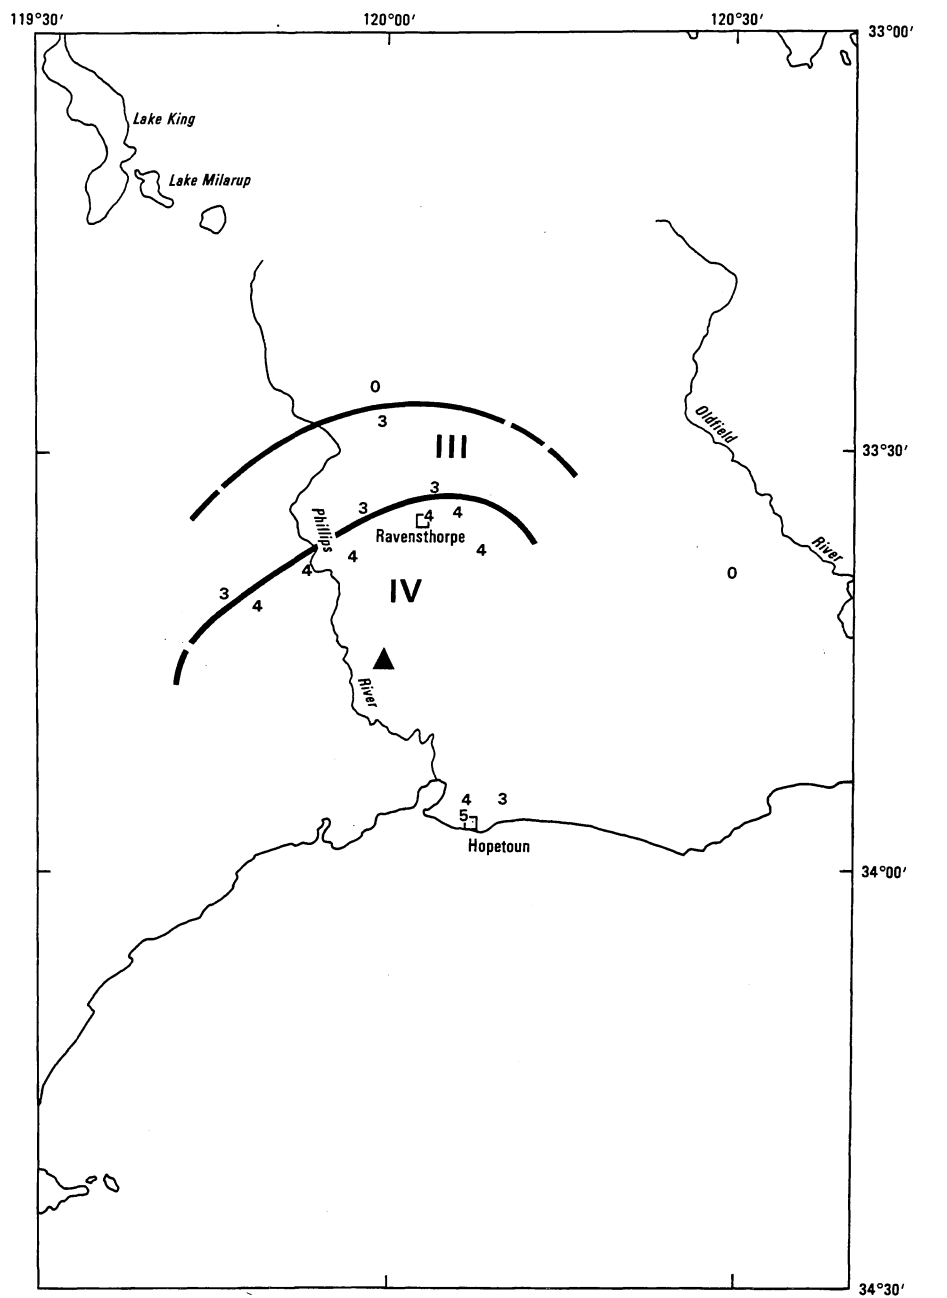 119°30′ 120°00′ 120°30′
33°00′
Lake King
Lake Milarup
0
3
Oldfield
III
33°30′
3
3
4 4
Phillips
Ravensthorpe
River
4
4
4
0
IV
3
4
River
4 3
5
Hopetoun
34°00′
34°30′